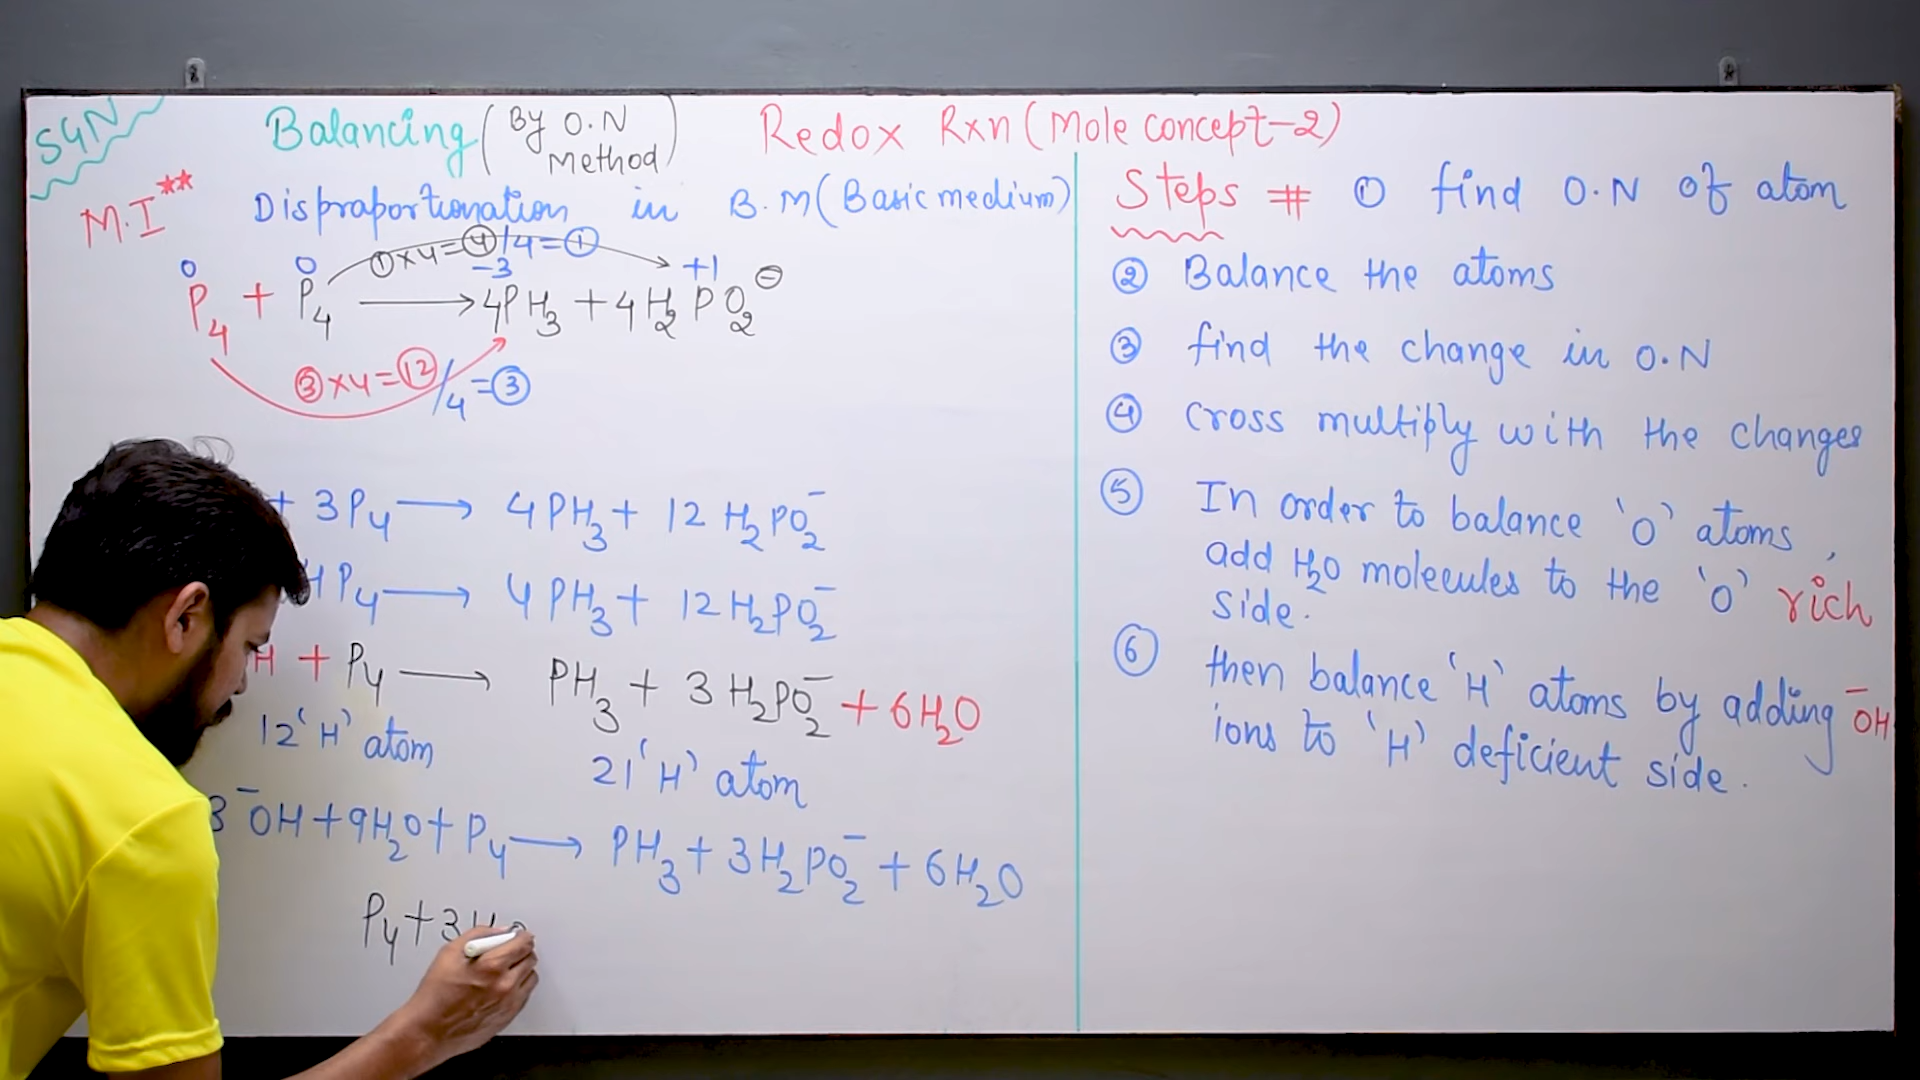 SGN
Balancing (By O.N Method) Redox Rxn (Mole concept-2)
M.I**
Dispraportionation in B.M (Basic medium)
①×4=④/4=①
0 0 -3 +1
P₄ + P₄ ⟶ 4PH₃ + 4H₂PO₂⊖
③×4=⑫/4=③
+ 3P₄ ⟶ 4PH₃ + 12 H₂PO₂⁻
P₄ ⟶ 4PH₃ + 12H₂PO₂⁻
H + P₄ ⟶ PH₃ + 3H₂PO₂⁻ + 6H₂O
12 'H' atom
21 'H' atom
3⁻OH + 9H₂O + P₄ ⟶ PH₃ + 3H₂PO₂⁻ + 6H₂O
P₄ + 3H
Steps # ① find O.N of atom
② Balance the atoms
③ find the change in O.N
④ Cross multiply with the changes
⑤ In order to balance 'O' atoms,
add H₂O molecules to the 'O' rich
side.
⑥ then balance 'H' atoms by adding ⁻OH
ions to 'H' deficient side.